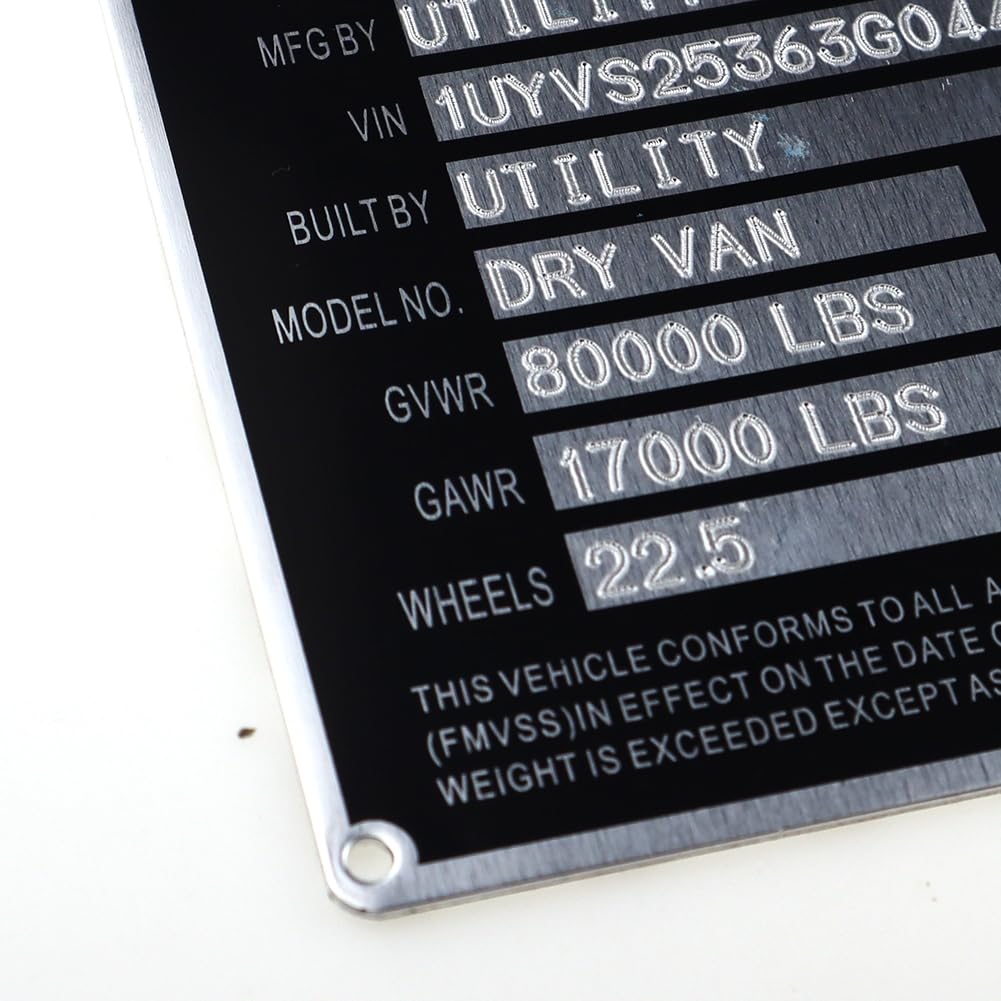 MFG BY UTILITY
VIN 1UYVS25363G04
BUILT BY UTILITY
MODEL NO. DRY VAN
GVWR 80000 LBS
GAWR 17000 LBS
WHEELS 22.5
THIS VEHICLE CONFORMS TO ALL A
(FMVSS)IN EFFECT ON THE DATE
WEIGHT IS EXCEEDED EXCEPT AS